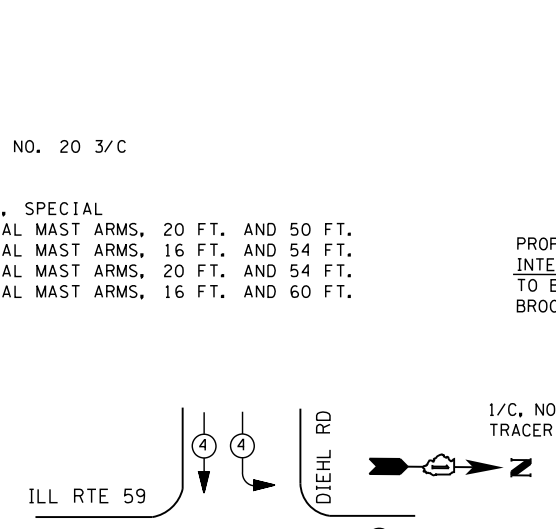 NO. 20 3/C
, SPECIAL
AL MAST ARMS, 20 FT. AND 50 FT.
AL MAST ARMS, 16 FT. AND 54 FT.
AL MAST ARMS, 20 FT. AND 54 FT.
AL MAST ARMS, 16 FT. AND 60 FT.
PROP
INTE
TO B
BROC
1/C, NO
TRACER
4
4
DIEHL RD
N
ILL RTE 59